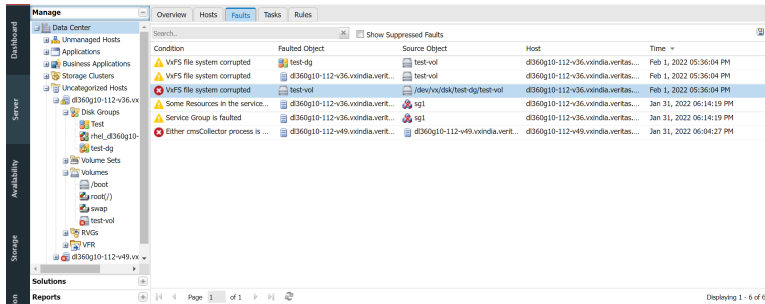 Manage
Overview Hosts Faults Tasks Rules
Dashboard
Server
Availability
Storage
Data Center
Unmanaged Hosts
Applications
Business Applications
Storage Clusters
Uncategorized Hosts
dl360g10-112-v36.vx
Disk Groups
Test
rhel_dl360g10-
test-dg
Volume Sets
Volumes
/boot
root(/)
swap
test-vol
RVGs
VFR
dl360g10-112-v49.vx
Solutions
Reports
Search... Show Suppressed Faults
Condition Faulted Object Source Object Host Time
VxFS file system corrupted test-dg test-vol dl360g10-112-v36.vxindia.veritas.... Feb 1, 2022 05:36:04 PM
VxFS file system corrupted dl360g10-112-v36.vxindia.verit... test-vol dl360g10-112-v36.vxindia.veritas.... Feb 1, 2022 05:36:04 PM
VxFS file system corrupted test-vol /dev/vx/dsk/test-dg/test-vol dl360g10-112-v36.vxindia.veritas.... Feb 1, 2022 05:36:04 PM
Some Resources in the service... dl360g10-112-v36.vxindia.verit... sg1 dl360g10-112-v36.vxindia.veritas.... Jan 31, 2022 06:14:19 PM
Service Group is faulted dl360g10-112-v36.vxindia.verit... sg1 dl360g10-112-v36.vxindia.veritas.... Jan 31, 2022 06:14:19 PM
Either cmsCollector process is ... dl360g10-112-v49.vxindia.verit... dl360g10-112-v49.vxindia.verit... dl360g10-112-v49.vxindia.veritas.... Jan 31, 2022 06:04:27 PM
Page 1 of 1 Displaying 1 - 6 of 6